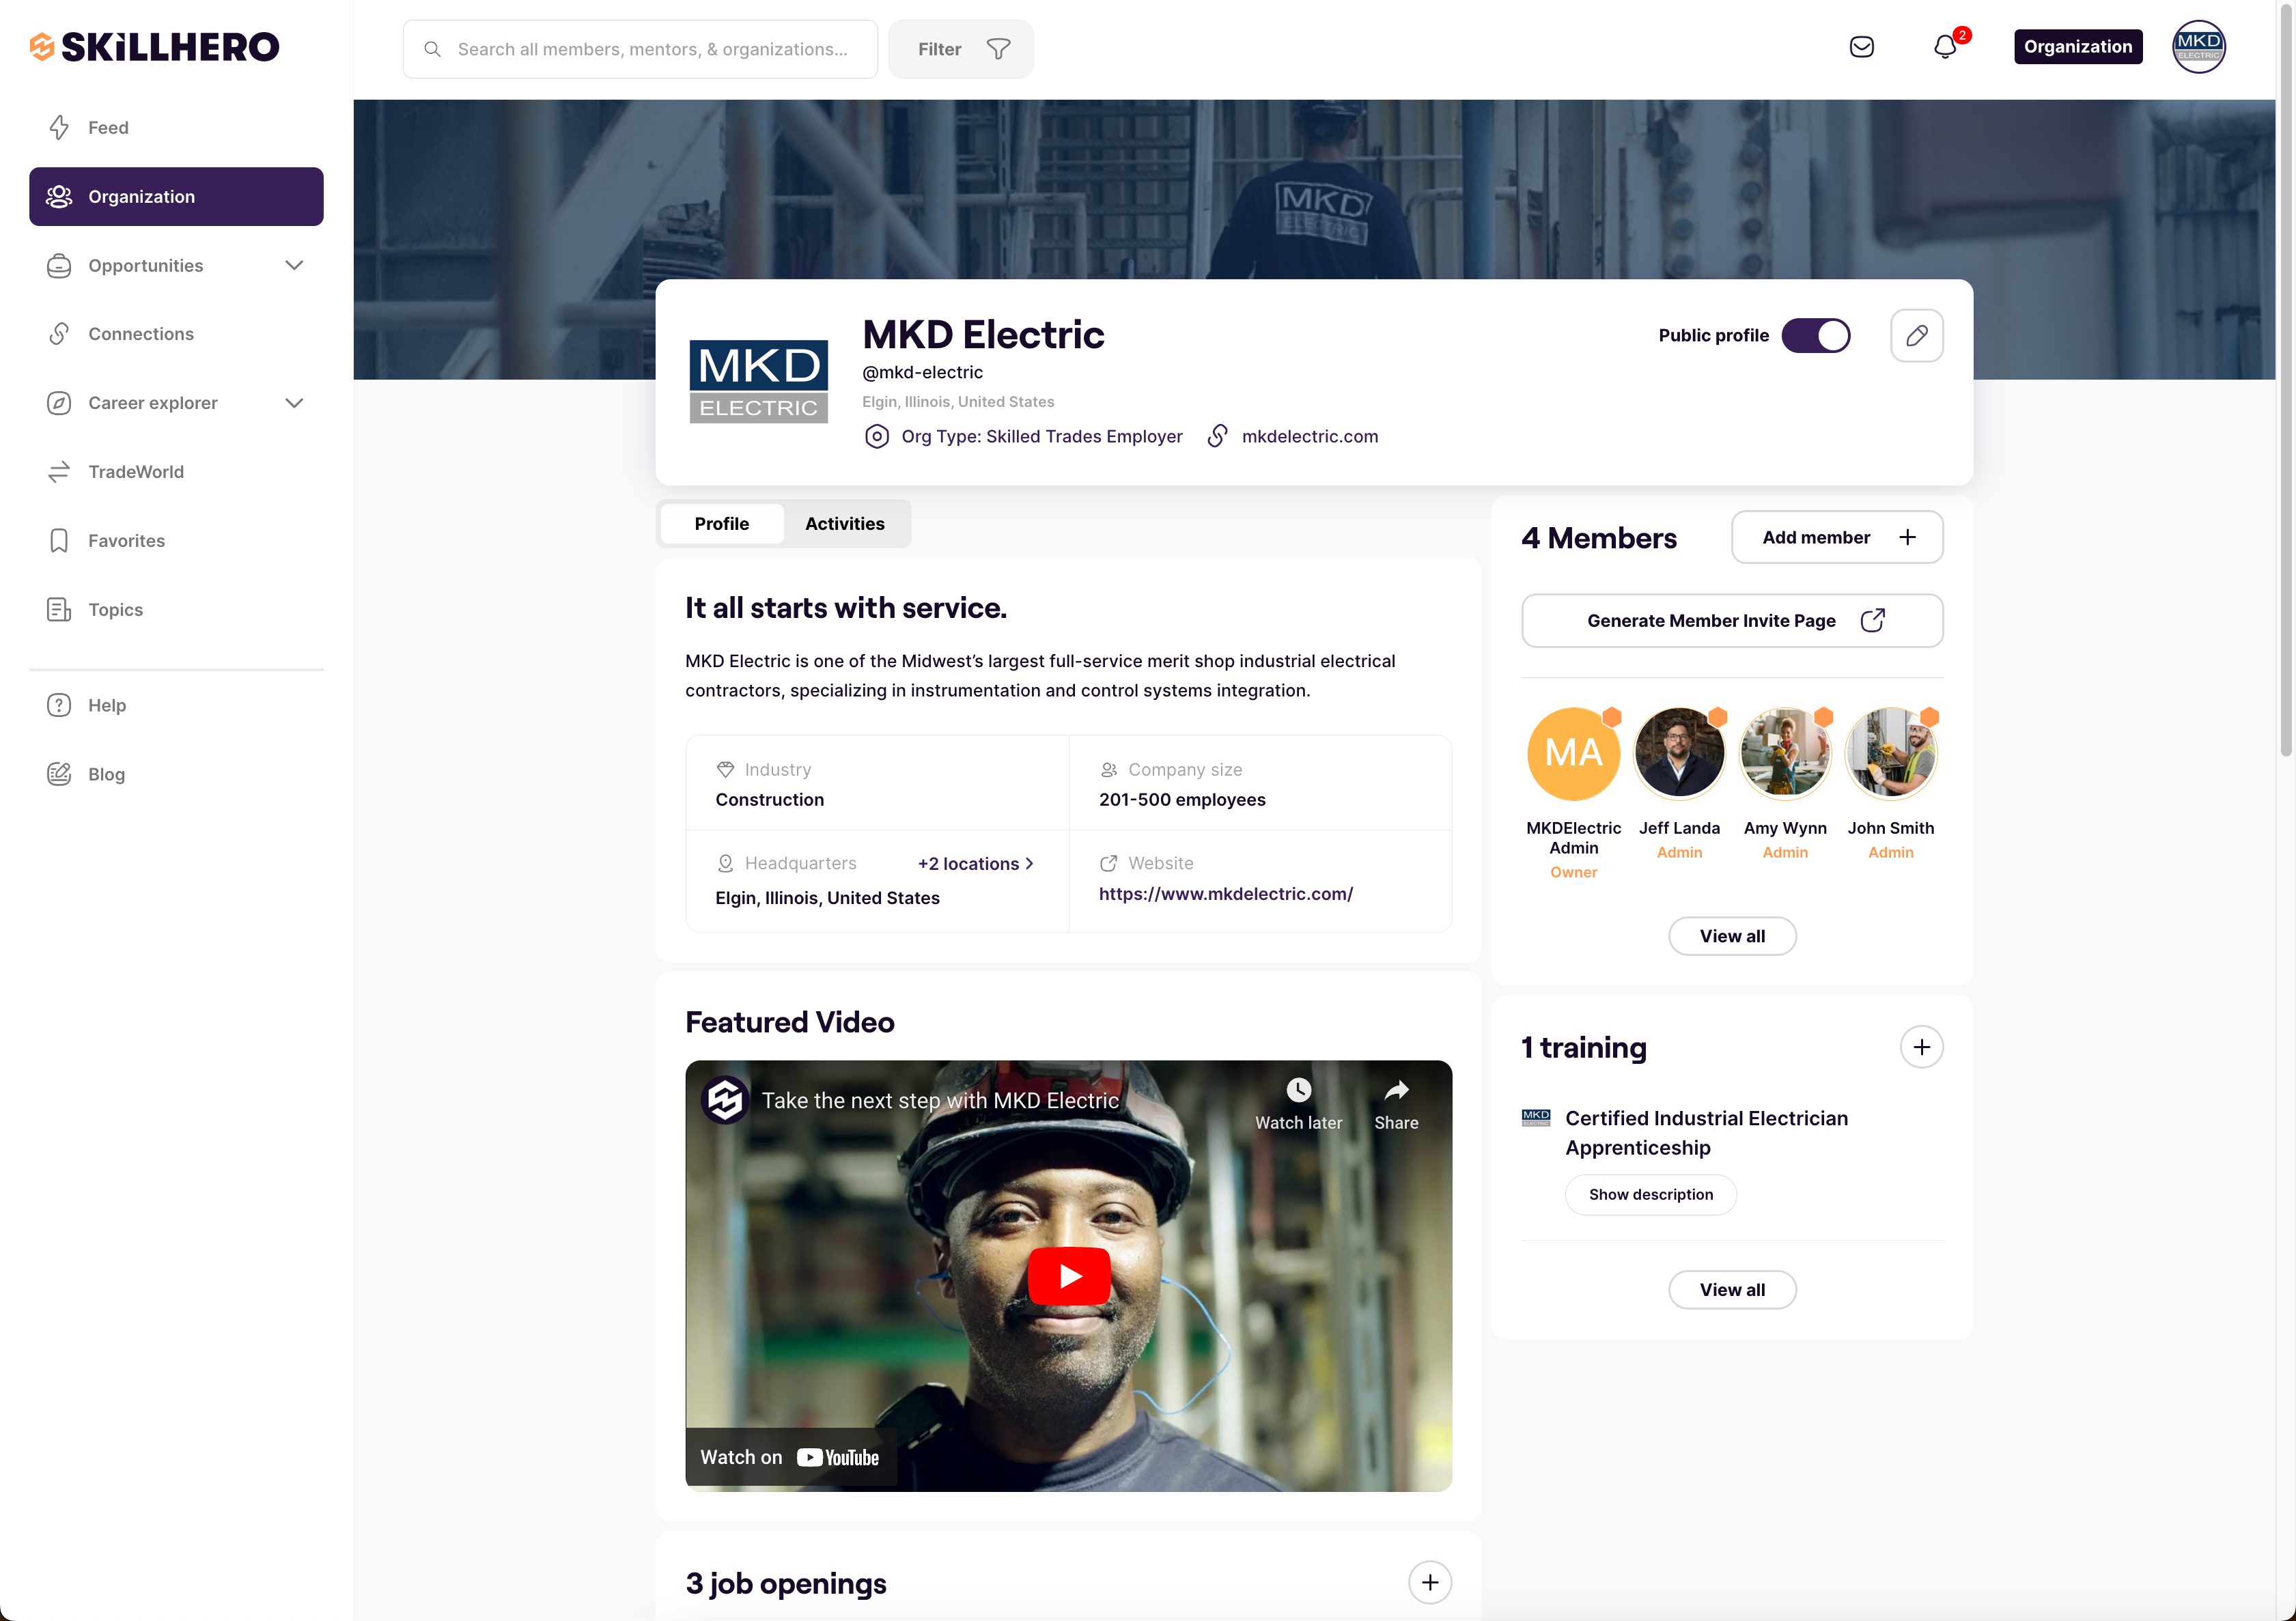 SKiLLHERO
Search all members, mentors, & organizations...
Filter
2
Organization
MKD
ELECTRIC
Feed
Organization
Opportunities
Connections
Career explorer
TradeWorld
Favorites
Topics
Help
Blog
MKD
ELECTRIC
MKD
ELECTRIC
MKD Electric
@mkd-electric
Elgin, Illinois, United States
Org Type: Skilled Trades Employer
mkdelectric.com
Public profile
Profile
Activities
It all starts with service.
MKD Electric is one of the Midwest’s largest full-service merit shop industrial electrical
contractors, specializing in instrumentation and control systems integration.
Industry
Construction
Company size
201-500 employees
Headquarters
+2 locations
Elgin, Illinois, United States
Website
https://www.mkdelectric.com/
Featured Video
Take the next step with MKD Electric
Watch later
Share
Watch on YouTube
3 job openings
4 Members
Add member
Generate Member Invite Page
MA
MKDElectric
Admin
Owner
Jeff Landa
Admin
Amy Wynn
Admin
John Smith
Admin
View all
1 training
MKD
ELECTRIC
Certified Industrial Electrician
Apprenticeship
Show description
View all